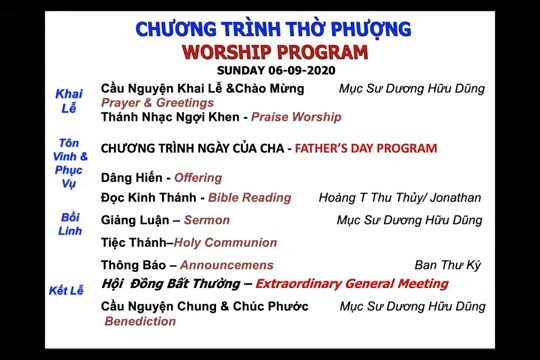 CHƯƠNG TRÌNH THỜ PHƯỢNG
WORSHIP PROGRAM
SUNDAY 06-09-2020
Khai Lễ
Cầu Nguyện Khai Lễ &Chào Mừng Mục Sư Dương Hữu Dũng
Prayer & Greetings
Thánh Nhạc Ngợi Khen - Praise Worship
Tôn Vinh & Phục Vụ
CHƯƠNG TRÌNH NGÀY CỦA CHA - FATHER'S DAY PROGRAM
Dâng Hiến - Offering
Đọc Kinh Thánh - Bible Reading Hoàng T Thu Thủy/ Jonathan
Bồi Linh
Giảng Luận – Sermon Mục Sư Dương Hữu Dũng
Tiệc Thánh–Holy Communion
Thông Báo – Announcemens Ban Thư Ký
Kết Lễ
Hội Đồng Bất Thường – Extraordinary General Meeting
Cầu Nguyện Chung & Chúc Phước Mục Sư Dương Hữu Dũng
Benediction